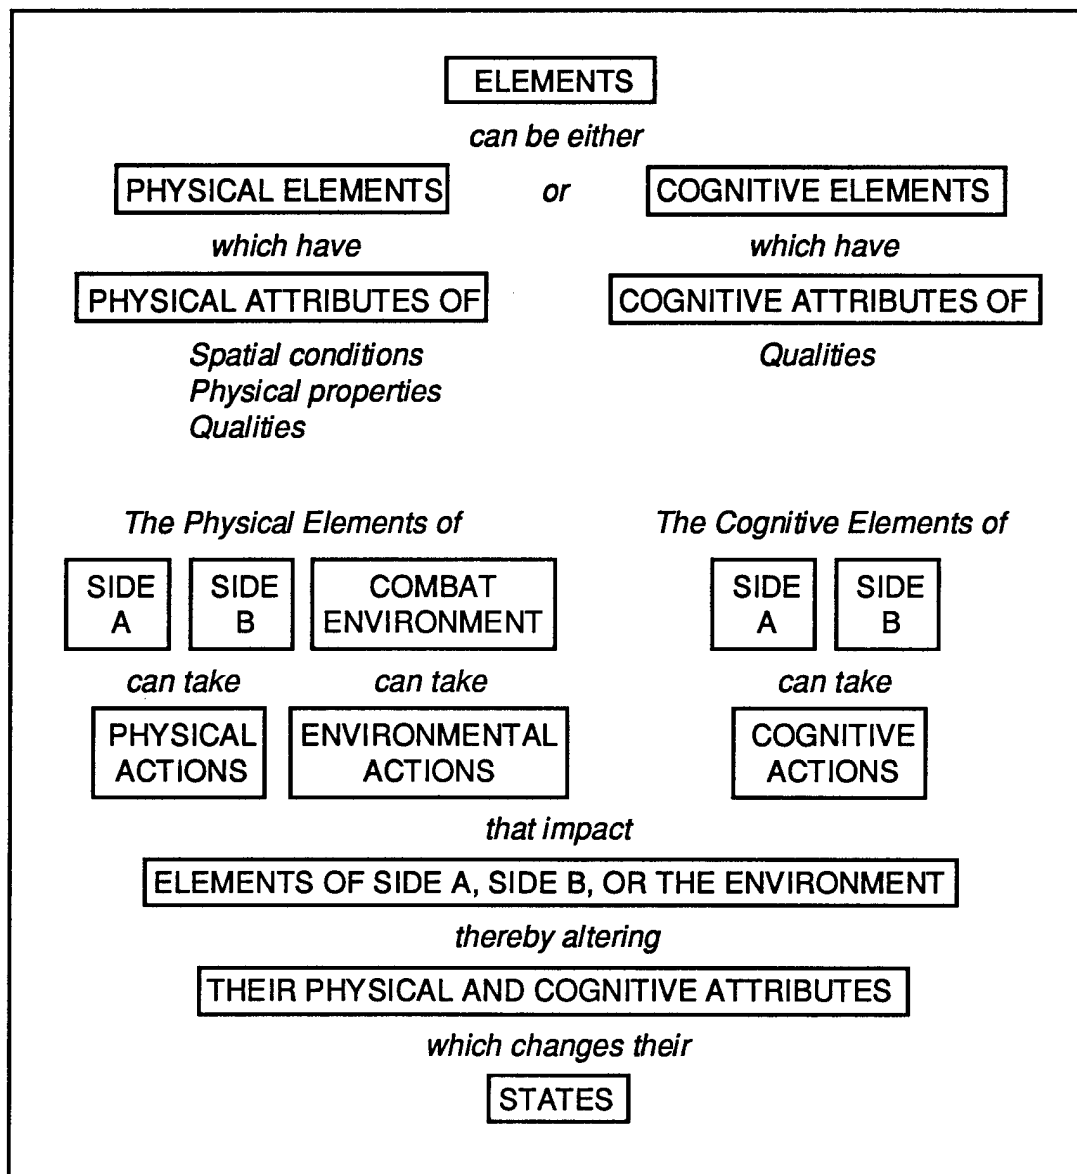 ELEMENTS
can be either
PHYSICAL ELEMENTS or COGNITIVE ELEMENTS
which have which have
PHYSICAL ATTRIBUTES OF COGNITIVE ATTRIBUTES OF
Spatial conditions Qualities
Physical properties
Qualities
The Physical Elements of The Cognitive Elements of
SIDE SIDE COMBAT SIDE SIDE
A B ENVIRONMENT A B
can take can take can take
PHYSICAL ENVIRONMENTAL COGNITIVE
ACTIONS ACTIONS ACTIONS
that impact
ELEMENTS OF SIDE A, SIDE B, OR THE ENVIRONMENT
thereby altering
THEIR PHYSICAL AND COGNITIVE ATTRIBUTES
which changes their
STATES